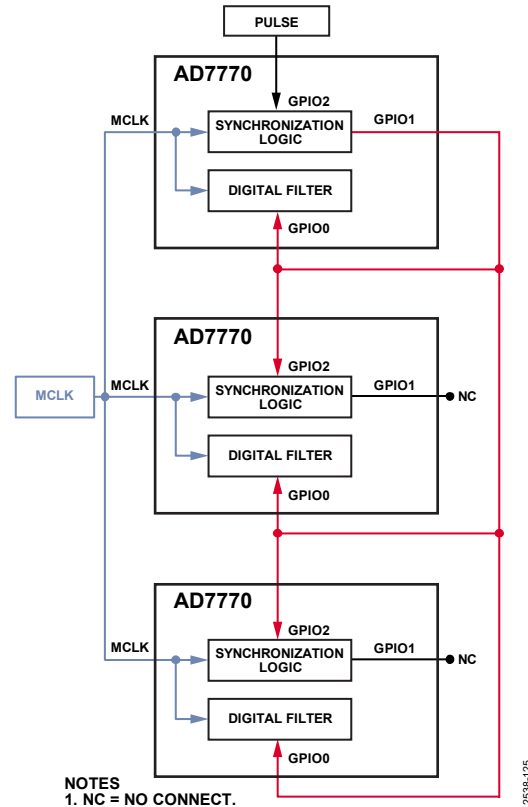 PULSE
AD7770
GPIO2
MCLK
SYNCHRONIZATION
LOGIC
GPIO1
DIGITAL FILTER
GPIO0
AD7770
GPIO2
MCLK
MCLK
SYNCHRONIZATION
LOGIC
GPIO1
NC
DIGITAL FILTER
GPIO0
AD7770
GPIO2
MCLK
SYNCHRONIZATION
LOGIC
GPIO1
NC
DIGITAL FILTER
GPIO0
NOTES
1. NC = NO CONNECT.